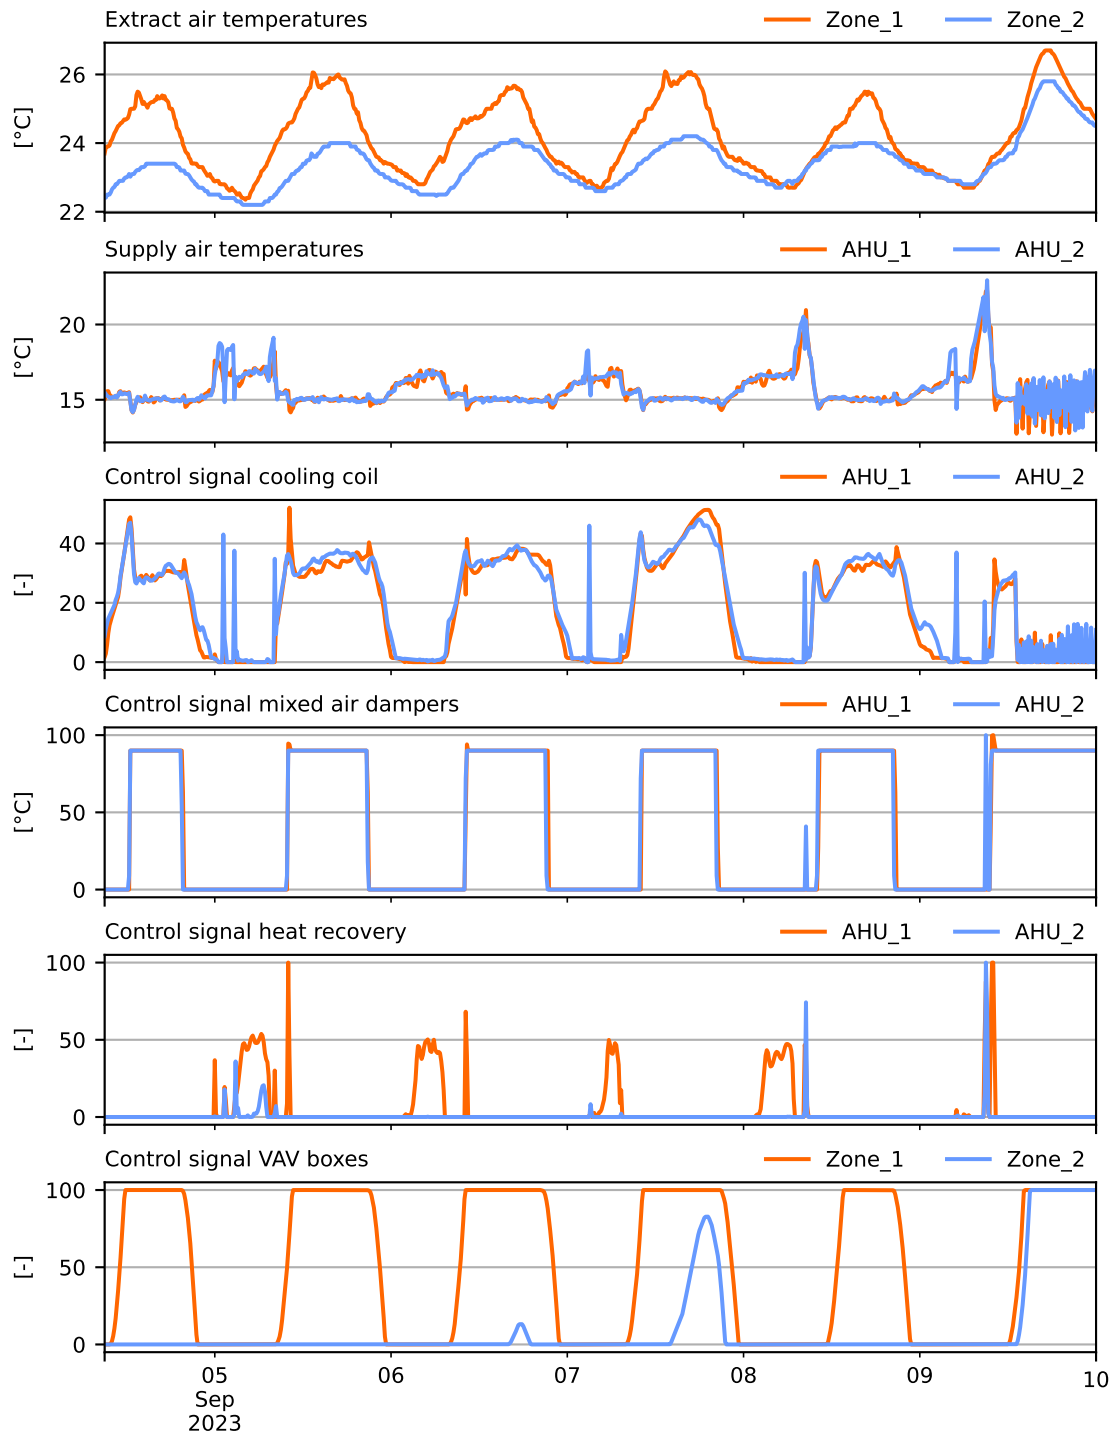 Extract air temperatures Zone_1 Zone_2
26
24
22
[°C]
Supply air temperatures AHU_1 AHU_2
20
15
[°C]
Control signal cooling coil AHU_1 AHU_2
40
20
0
[-]
Control signal mixed air dampers AHU_1 AHU_2
100
50
0
[°C]
Control signal heat recovery AHU_1 AHU_2
100
50
0
[-]
Control signal VAV boxes Zone_1 Zone_2
100
50
0
[-]
05 06 07 08 09 10
Sep
2023